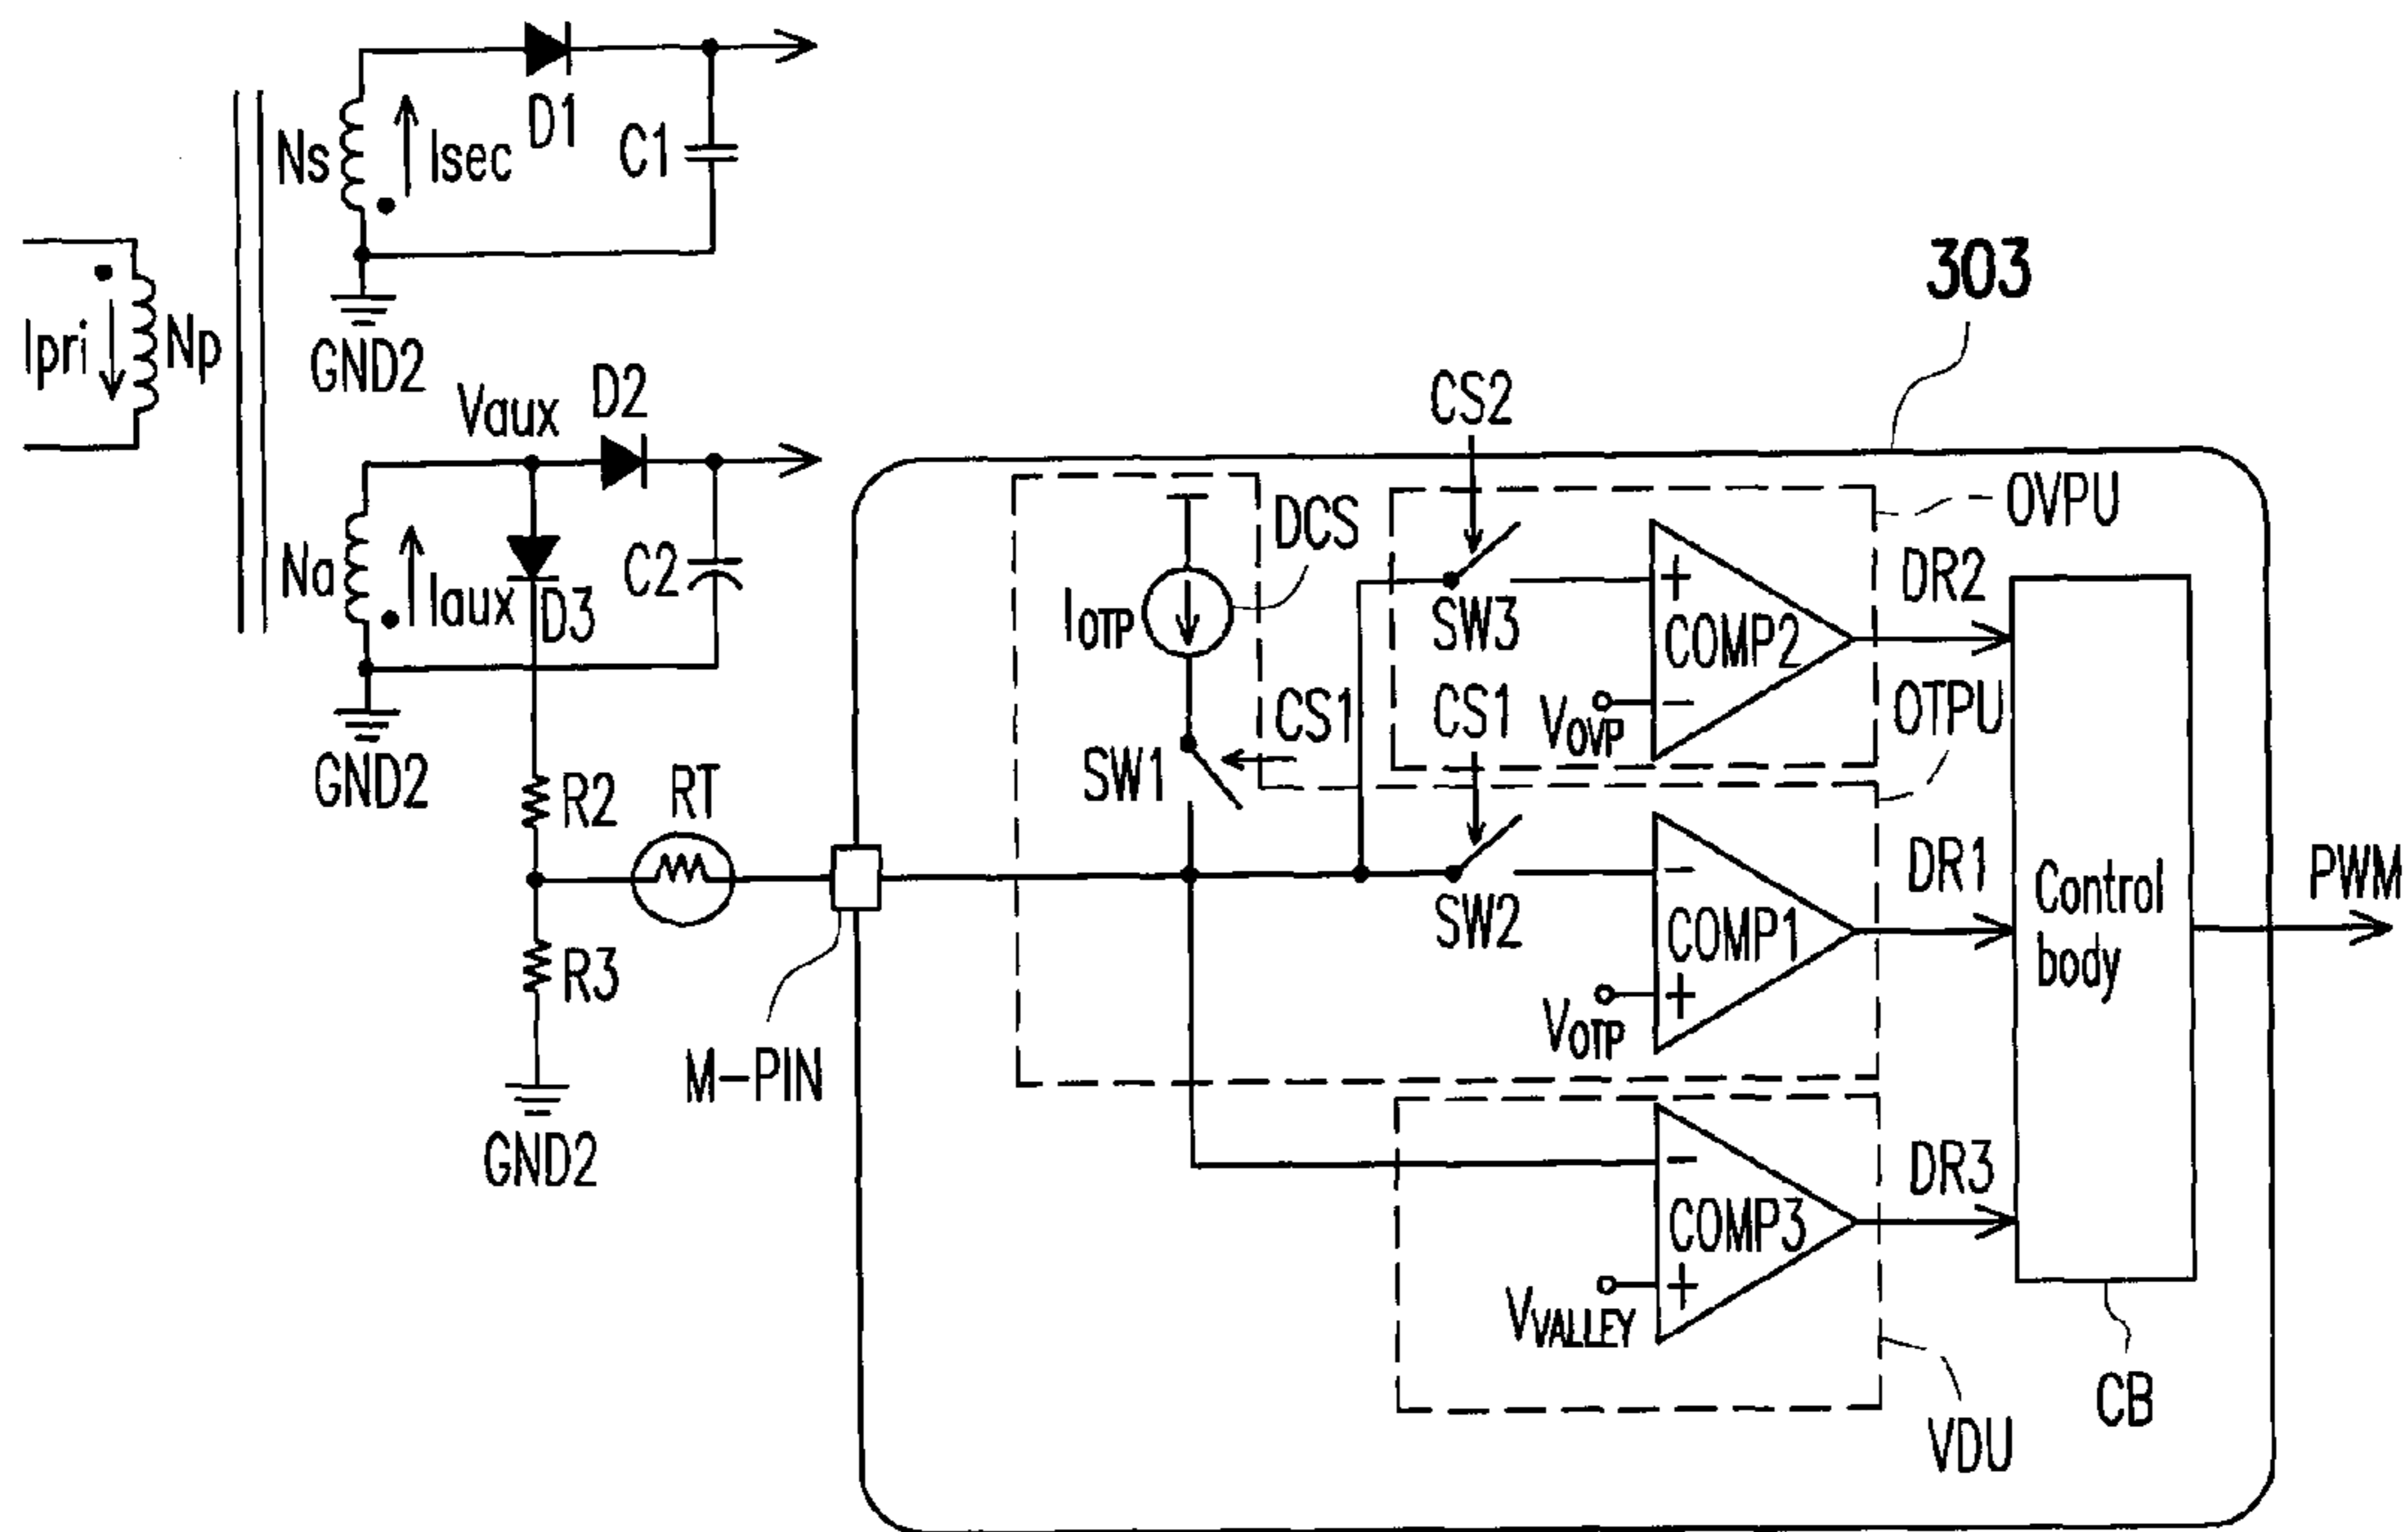 D1
Ns
Isec
C1
Ipri
Np
GND2
303
Vaux
D2
CS2
Na
Iaux
D3
C2
GND2
DCS
IOTP
SW3
COMP2
OVPU
DR2
VOVP
OTPU
CS1
CS1
SW1
R2
RT
SW2
COMP1
DR1
Control
body
PWM
R3
VOTP
M-PIN
GND2
COMP3
DR3
VVALLEY
CB
VDU